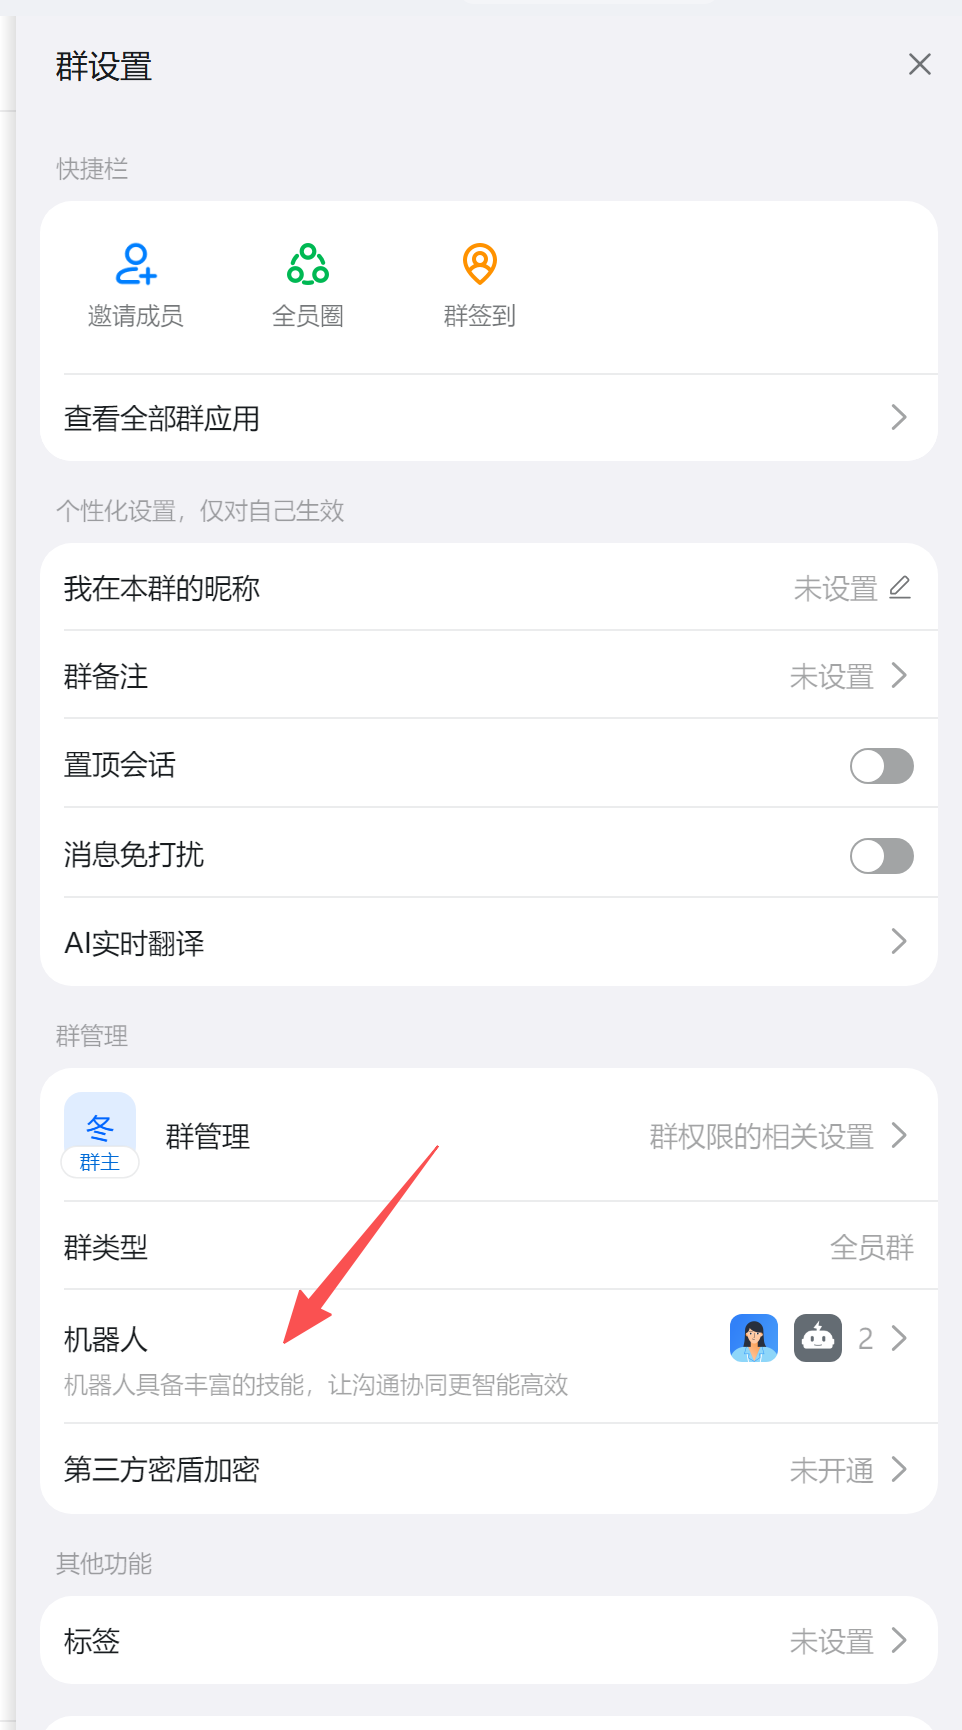 群设置
快捷栏
邀请成员
全员圈
群签到
查看全部群应用
个性化设置，仅对自己生效
我在本群的昵称
未设置
群备注
未设置
置顶会话
消息免打扰
AI实时翻译
群管理
冬
群主
群管理
群权限的相关设置
群类型
全员群
机器人
2
机器人具备丰富的技能，让沟通协同更智能高效
第三方密盾加密
未开通
其他功能
标签
未设置